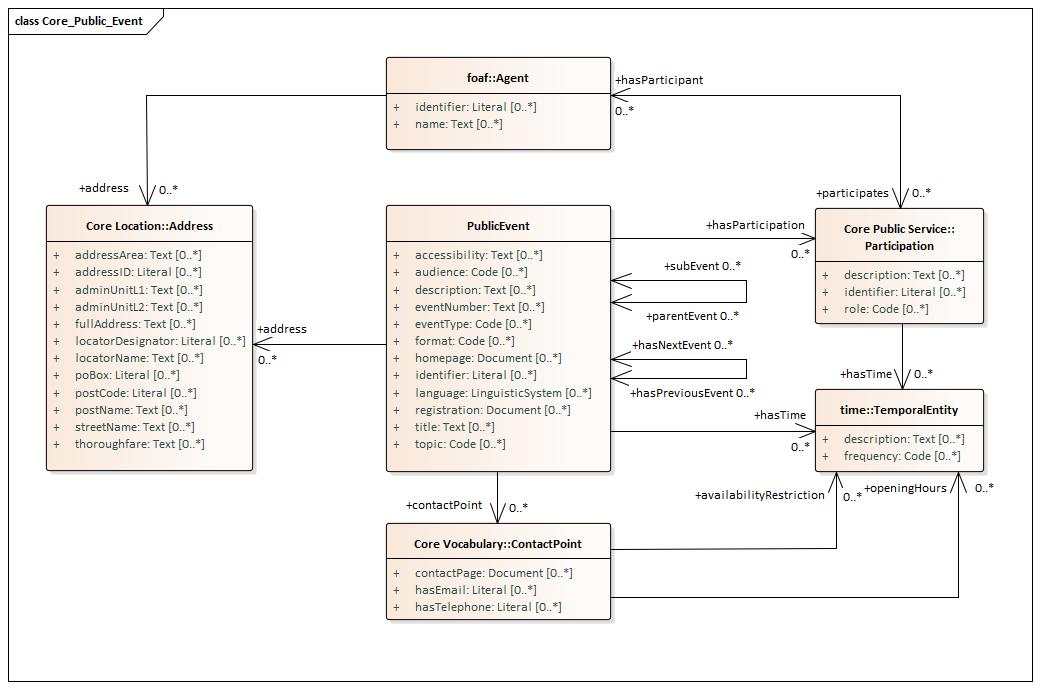 class Core_Public_Event
foaf::Agent
+ identifier: Literal [0..*]
+ name: Text [0..*]
+hasParticipant
0..*
+address
0..*
+participates
0..*
Core Location::Address
+ addressArea: Text [0..*]
+ addressID: Literal [0..*]
+ adminUnitL1: Text [0..*]
+ adminUnitL2: Text [0..*]
+ fullAddress: Text [0..*]
+ locatorDesignator: Literal [0..*]
+ locatorName: Text [0..*]
+ poBox: Literal [0..*]
+ postCode: Literal [0..*]
+ postName: Text [0..*]
+ streetName: Text [0..*]
+ thoroughfare: Text [0..*]
+address
0..*
PublicEvent
+ accessibility: Text [0..*]
+ audience: Code [0..*]
+ description: Text [0..*]
+ eventNumber: Text [0..*]
+ eventType: Code [0..*]
+ format: Code [0..*]
+ homepage: Document [0..*]
+ identifier: Literal [0..*]
+ language: LinguisticSystem [0..*]
+ registration: Document [0..*]
+ title: Text [0..*]
+ topic: Code [0..*]
+hasParticipation
0..*
+subEvent 0..*
+parentEvent 0..*
+hasNextEvent 0..*
+hasPreviousEvent 0..*
+hasTime
0..*
Core Public Service::
Participation
+ description: Text [0..*]
+ identifier: Literal [0..*]
+ role: Code [0..*]
+hasTime
0..*
time::TemporalEntity
+ description: Text [0..*]
+ frequency: Code [0..*]
+availabilityRestriction
0..*
+openingHours
0..*
+contactPoint
0..*
Core Vocabulary::ContactPoint
+ contactPage: Document [0..*]
+ hasEmail: Literal [0..*]
+ hasTelephone: Literal [0..*]